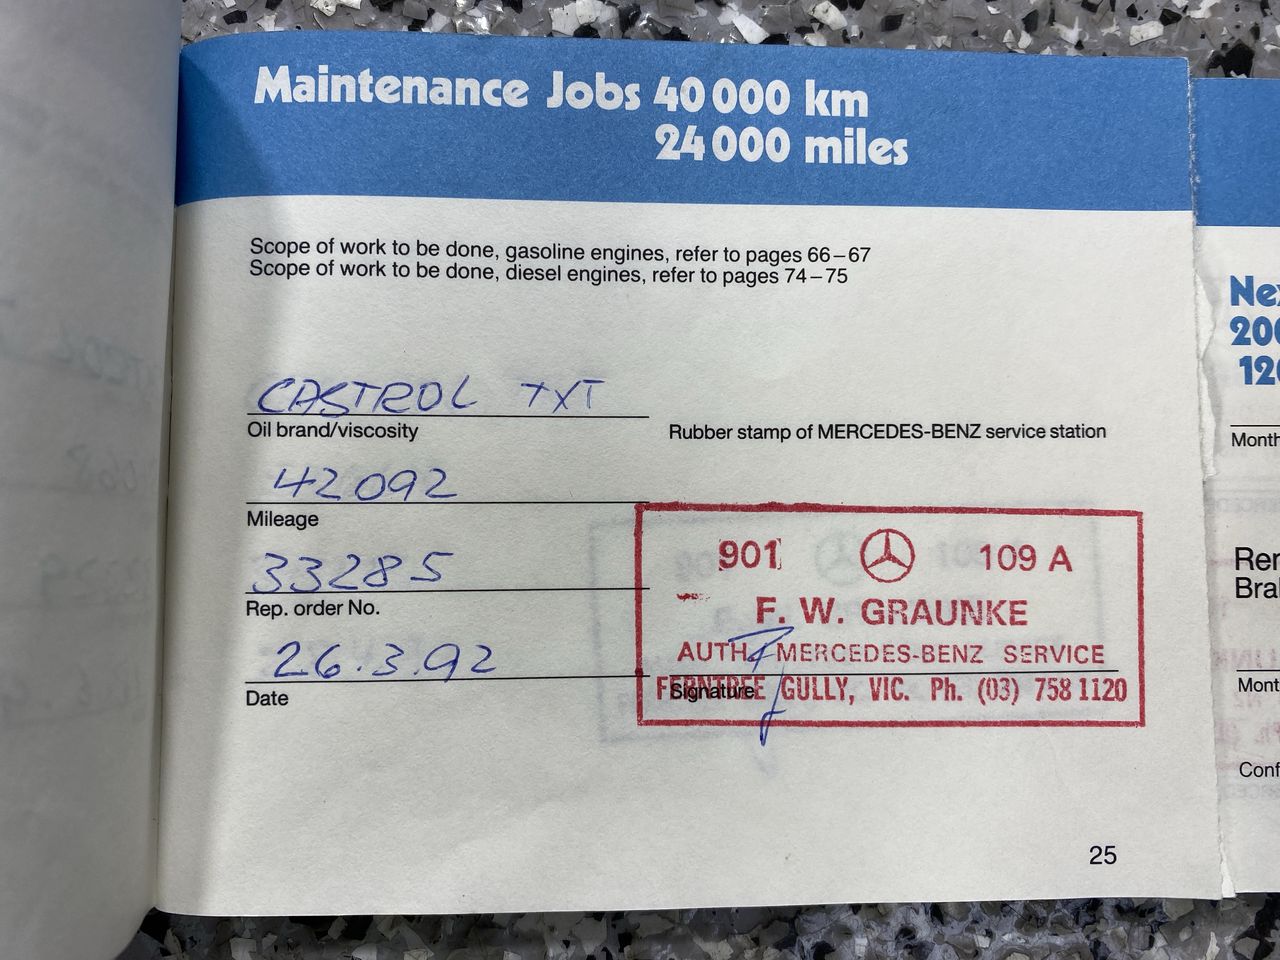 Maintenance Jobs 40 000 km
24 000 miles
Scope of work to be done, gasoline engines, refer to pages 66–67
Scope of work to be done, diesel engines, refer to pages 74–75
CASTROL TXT
Oil brand/viscosity
Rubber stamp of MERCEDES-BENZ service station
42092
Mileage
33285
Rep. order No.
26.3.92
Date
901 109 A
F. W. GRAUNKE
AUTH. MERCEDES-BENZ SERVICE
FERNTREE GULLY, VIC. Ph. (03) 758 1120
Signature
25